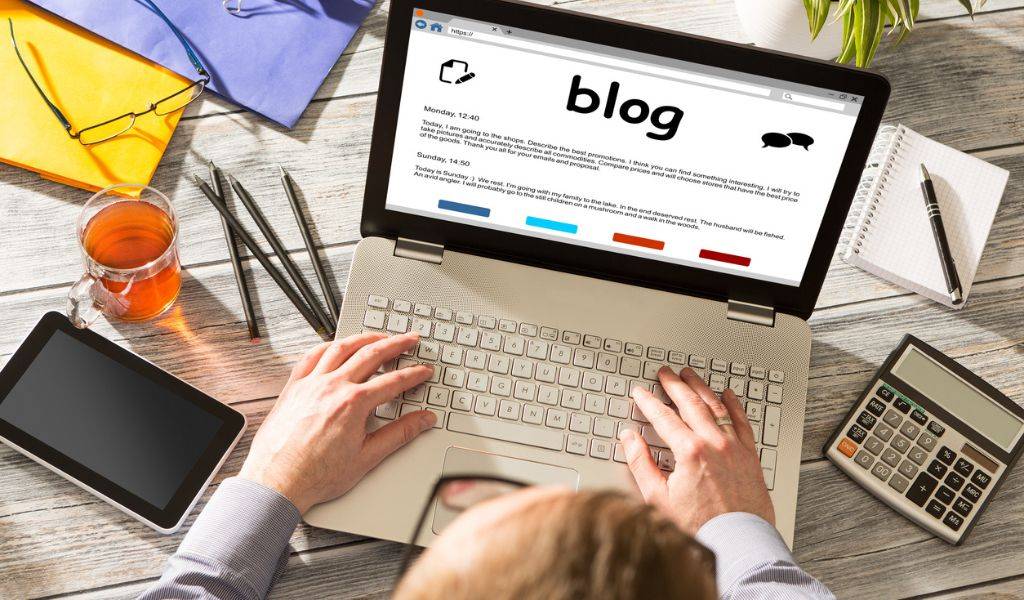 https://
blog
Monday, 12:40
Today, I am going to the shops. Describe the best promotions. I think you can find something interesting, I will try to
take pictures and accurately describe all commodities. Compare prices and will choose stores that have the best price
of the goods. Thank you all for your emails and proposal.
Sunday, 14:50
Today is Sunday :) We rest. I'm going with my family to the lake. In the end deserved rest. The husband will be fished.
An avid angler. I will probably go to the still children on a mushroom and a walk in the woods.
RATE
CE
MU
MRC
M-
M+